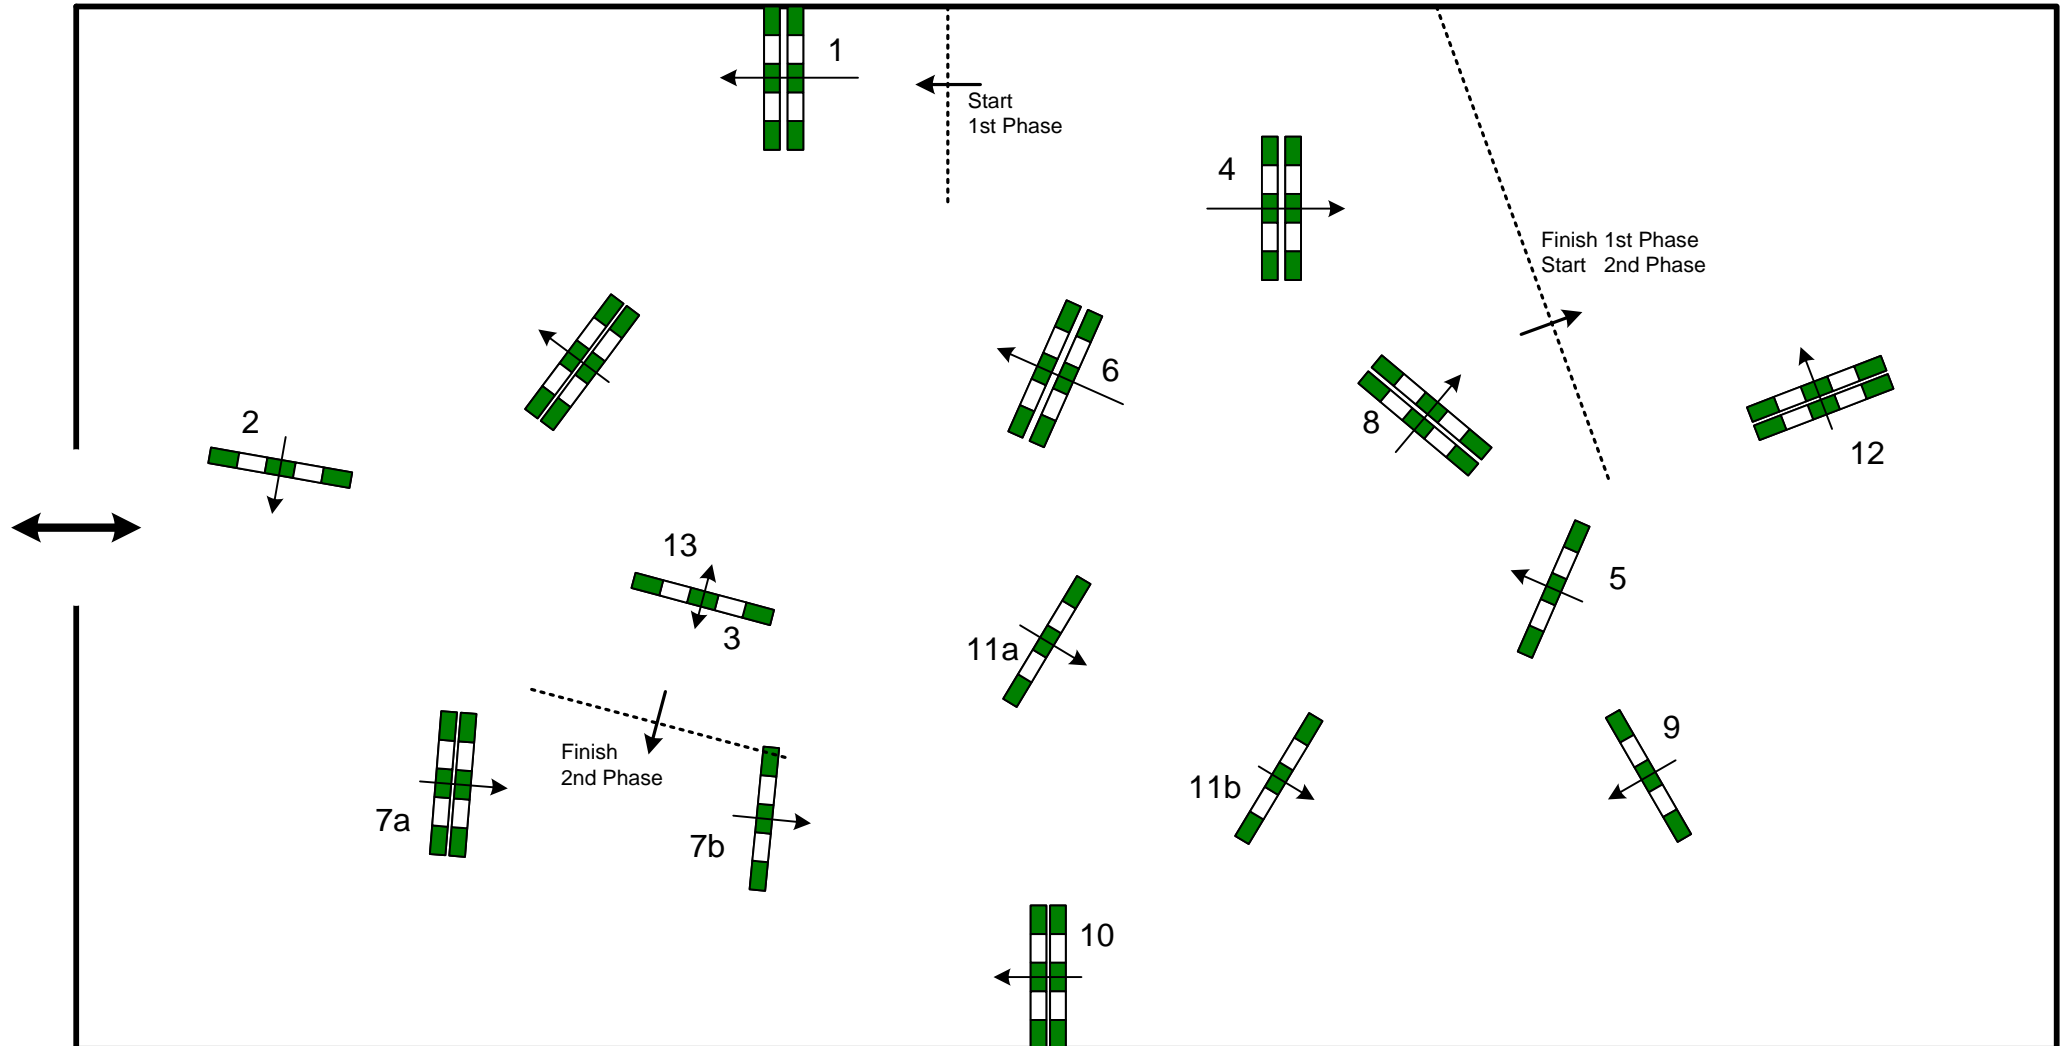 1
Start
1st Phase
4
Finish 1st Phase
Start 2nd Phase
6
2
8
12
13
3
5
11a
9
Finish
2nd Phase
11b
7a
7b
10